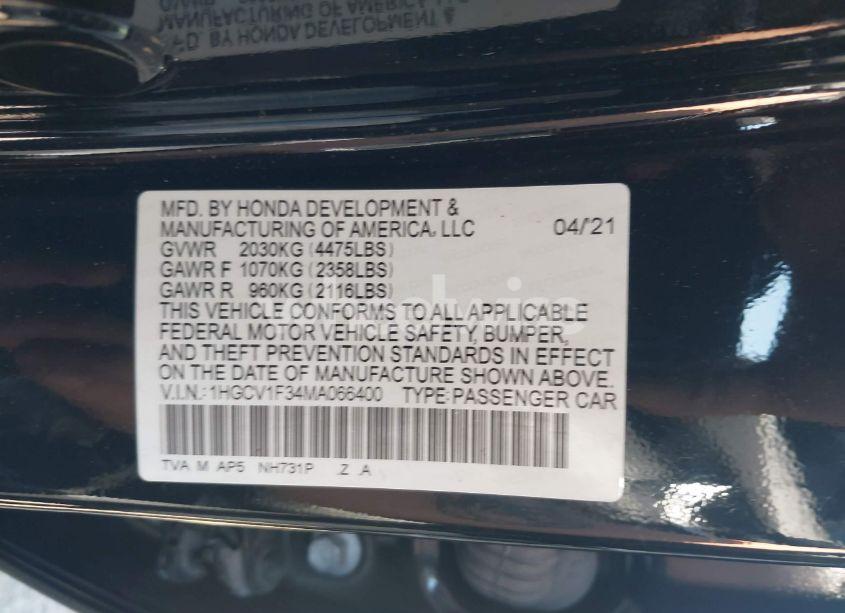 MFD. BY HONDA DEVELOPMENT &
MANUFACTURING OF AMERICA, LLC 04/'21
GVWR 2030KG (4475LBS)
GAWR F 1070KG (2358LBS)
GAWR R 960KG (2116LBS)
THIS VEHICLE CONFORMS TO ALL APPLICABLE
FEDERAL MOTOR VEHICLE SAFETY, BUMPER,
AND THEFT PREVENTION STANDARDS IN EFFECT
ON THE DATE OF MANUFACTURE SHOWN ABOVE.
V.I.N.: 1HGCV1F34MA066400 TYPE: PASSENGER CAR
TVA M AP5 NH731P Z A